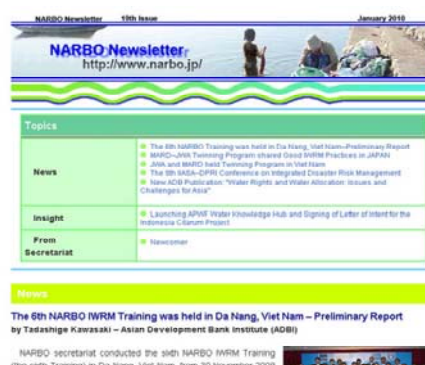 NARBO Newsletter 10th Issue January 2010
NARBO Newsletter
http://www.narbo.jp/
Topics
News
The 6th NARBO Training was held in Da Nang, Viet Nam–Preliminary Report
MARD–JWA Twinning Program shared Good IWRM Practices in JAPAN
JWA and MARD held Twinning Program in Viet Nam
The 9th IIASA–DPRI Conference on Integrated Disaster Risk Management
New ADB Publication: "Water Rights and Water Allocation: Issues and
Challenges for Asia"
Insight
Launching APWF Water Knowledge Hub and Signing of Letter of Intent for the
Indonesia Citarum Project
From
Secretariat
Newcomer
News
The 6th NARBO IWRM Training was held in Da Nang, Viet Nam – Preliminary Report
by Tadashige Kawasaki – Asian Development Bank Institute (ADBI)
NARBO secretariat conducted the sixth NARBO IWRM Training